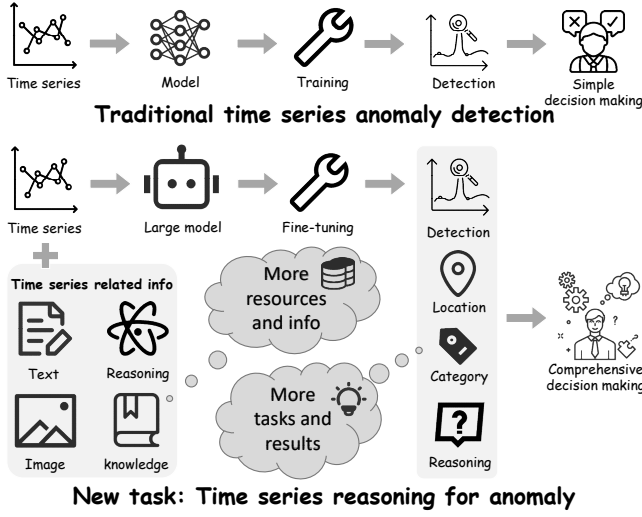 Time series
Model
Training
Detection
Simple
decision making
Traditional time series anomaly detection
Time series
Large model
Fine-tuning
Detection
Time series related info
Text
Reasoning
Image
knowledge
More
resources
and info
More
tasks and
results
Location
Category
?
Reasoning
?
Comprehensive
decision making
New task: Time series reasoning for anomaly